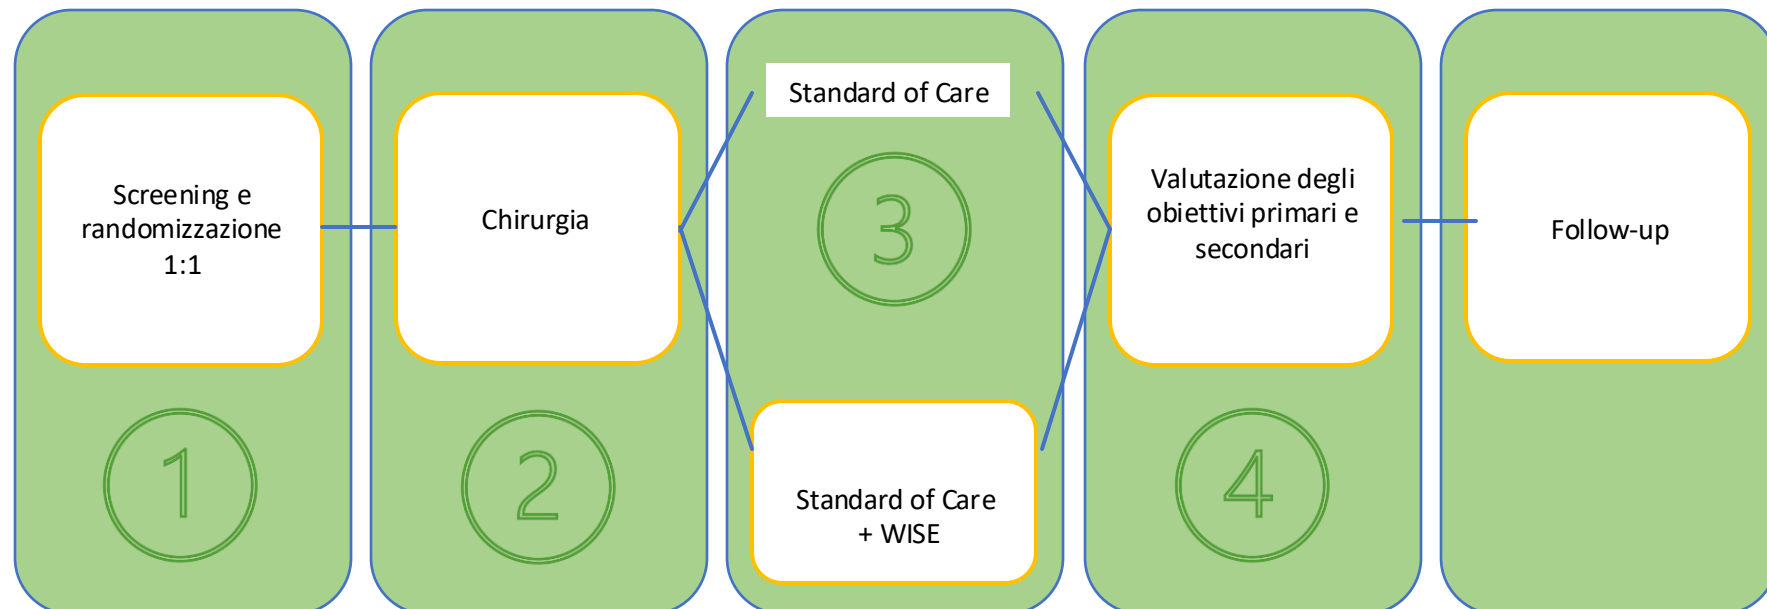 Screening e
randomizzazione
1:1
1
Chirurgia
2
Standard of Care
3
Standard of Care
+ WISE
Valutazione degli
obiettivi primari e
secondari
4
Follow-up